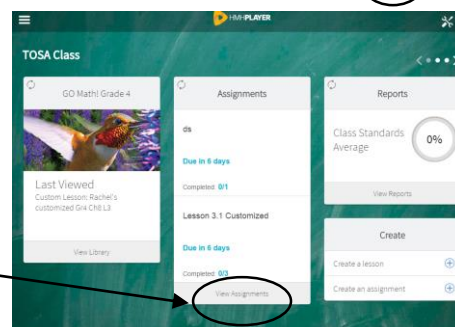 HMH PLAYER
TOSA Class
GO Math! Grade 4
Last Viewed
Custom Lesson: Rachel's
customized Gr4 Ch6 L3
View Library
Assignments
ds
Due in 6 days
Completed 0/1
Lesson 3.1 Customized
Due in 6 days
Completed 0/3
View Assignments
Reports
Class Standards
Average
0%
View Reports
Create
Create a lesson
Create an assignment